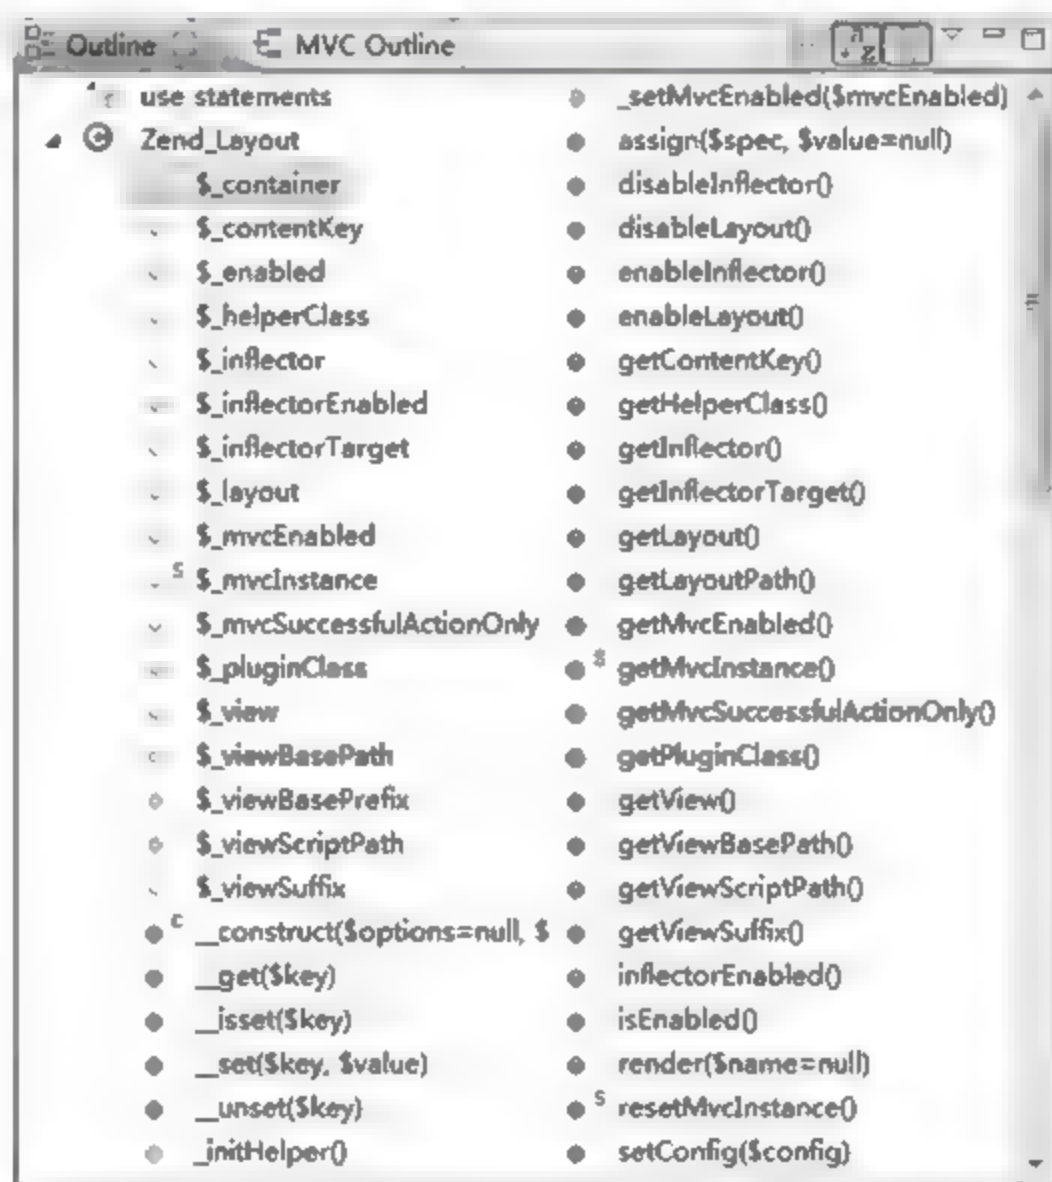 Outline MVC Outline
use statements
Zend_Layout
$_container
$_contentKey
$_enabled
$_helperClass
$_inflector
$_inflectorEnabled
$_inflectorTarget
$_layout
$_mvcEnabled
S $_mvcInstance
$_mvcSuccessfulActionOnly
$_pluginClass
$_view
$_viewBasePath
$_viewBasePrefix
$_viewScriptPath
$_viewSuffix
c __construct($options=null, $
__get($key)
__isset($key)
__set($key, $value)
__unset($key)
_initHelper()
_setMvcEnabled($mvcEnabled)
assign($spec, $value=null)
disableInflector()
disableLayout()
enableInflector()
enableLayout()
getContentKey()
getHelperClass()
getInflector()
getInflectorTarget()
getLayout()
getLayoutPath()
getMvcEnabled()
S getMvcInstance()
getMvcSuccessfulActionOnly()
getPluginClass()
getView()
getViewBasePath()
getViewScriptPath()
getViewSuffix()
inflectorEnabled()
isEnabled()
render($name=null)
S resetMvcInstance()
setConfig($config)